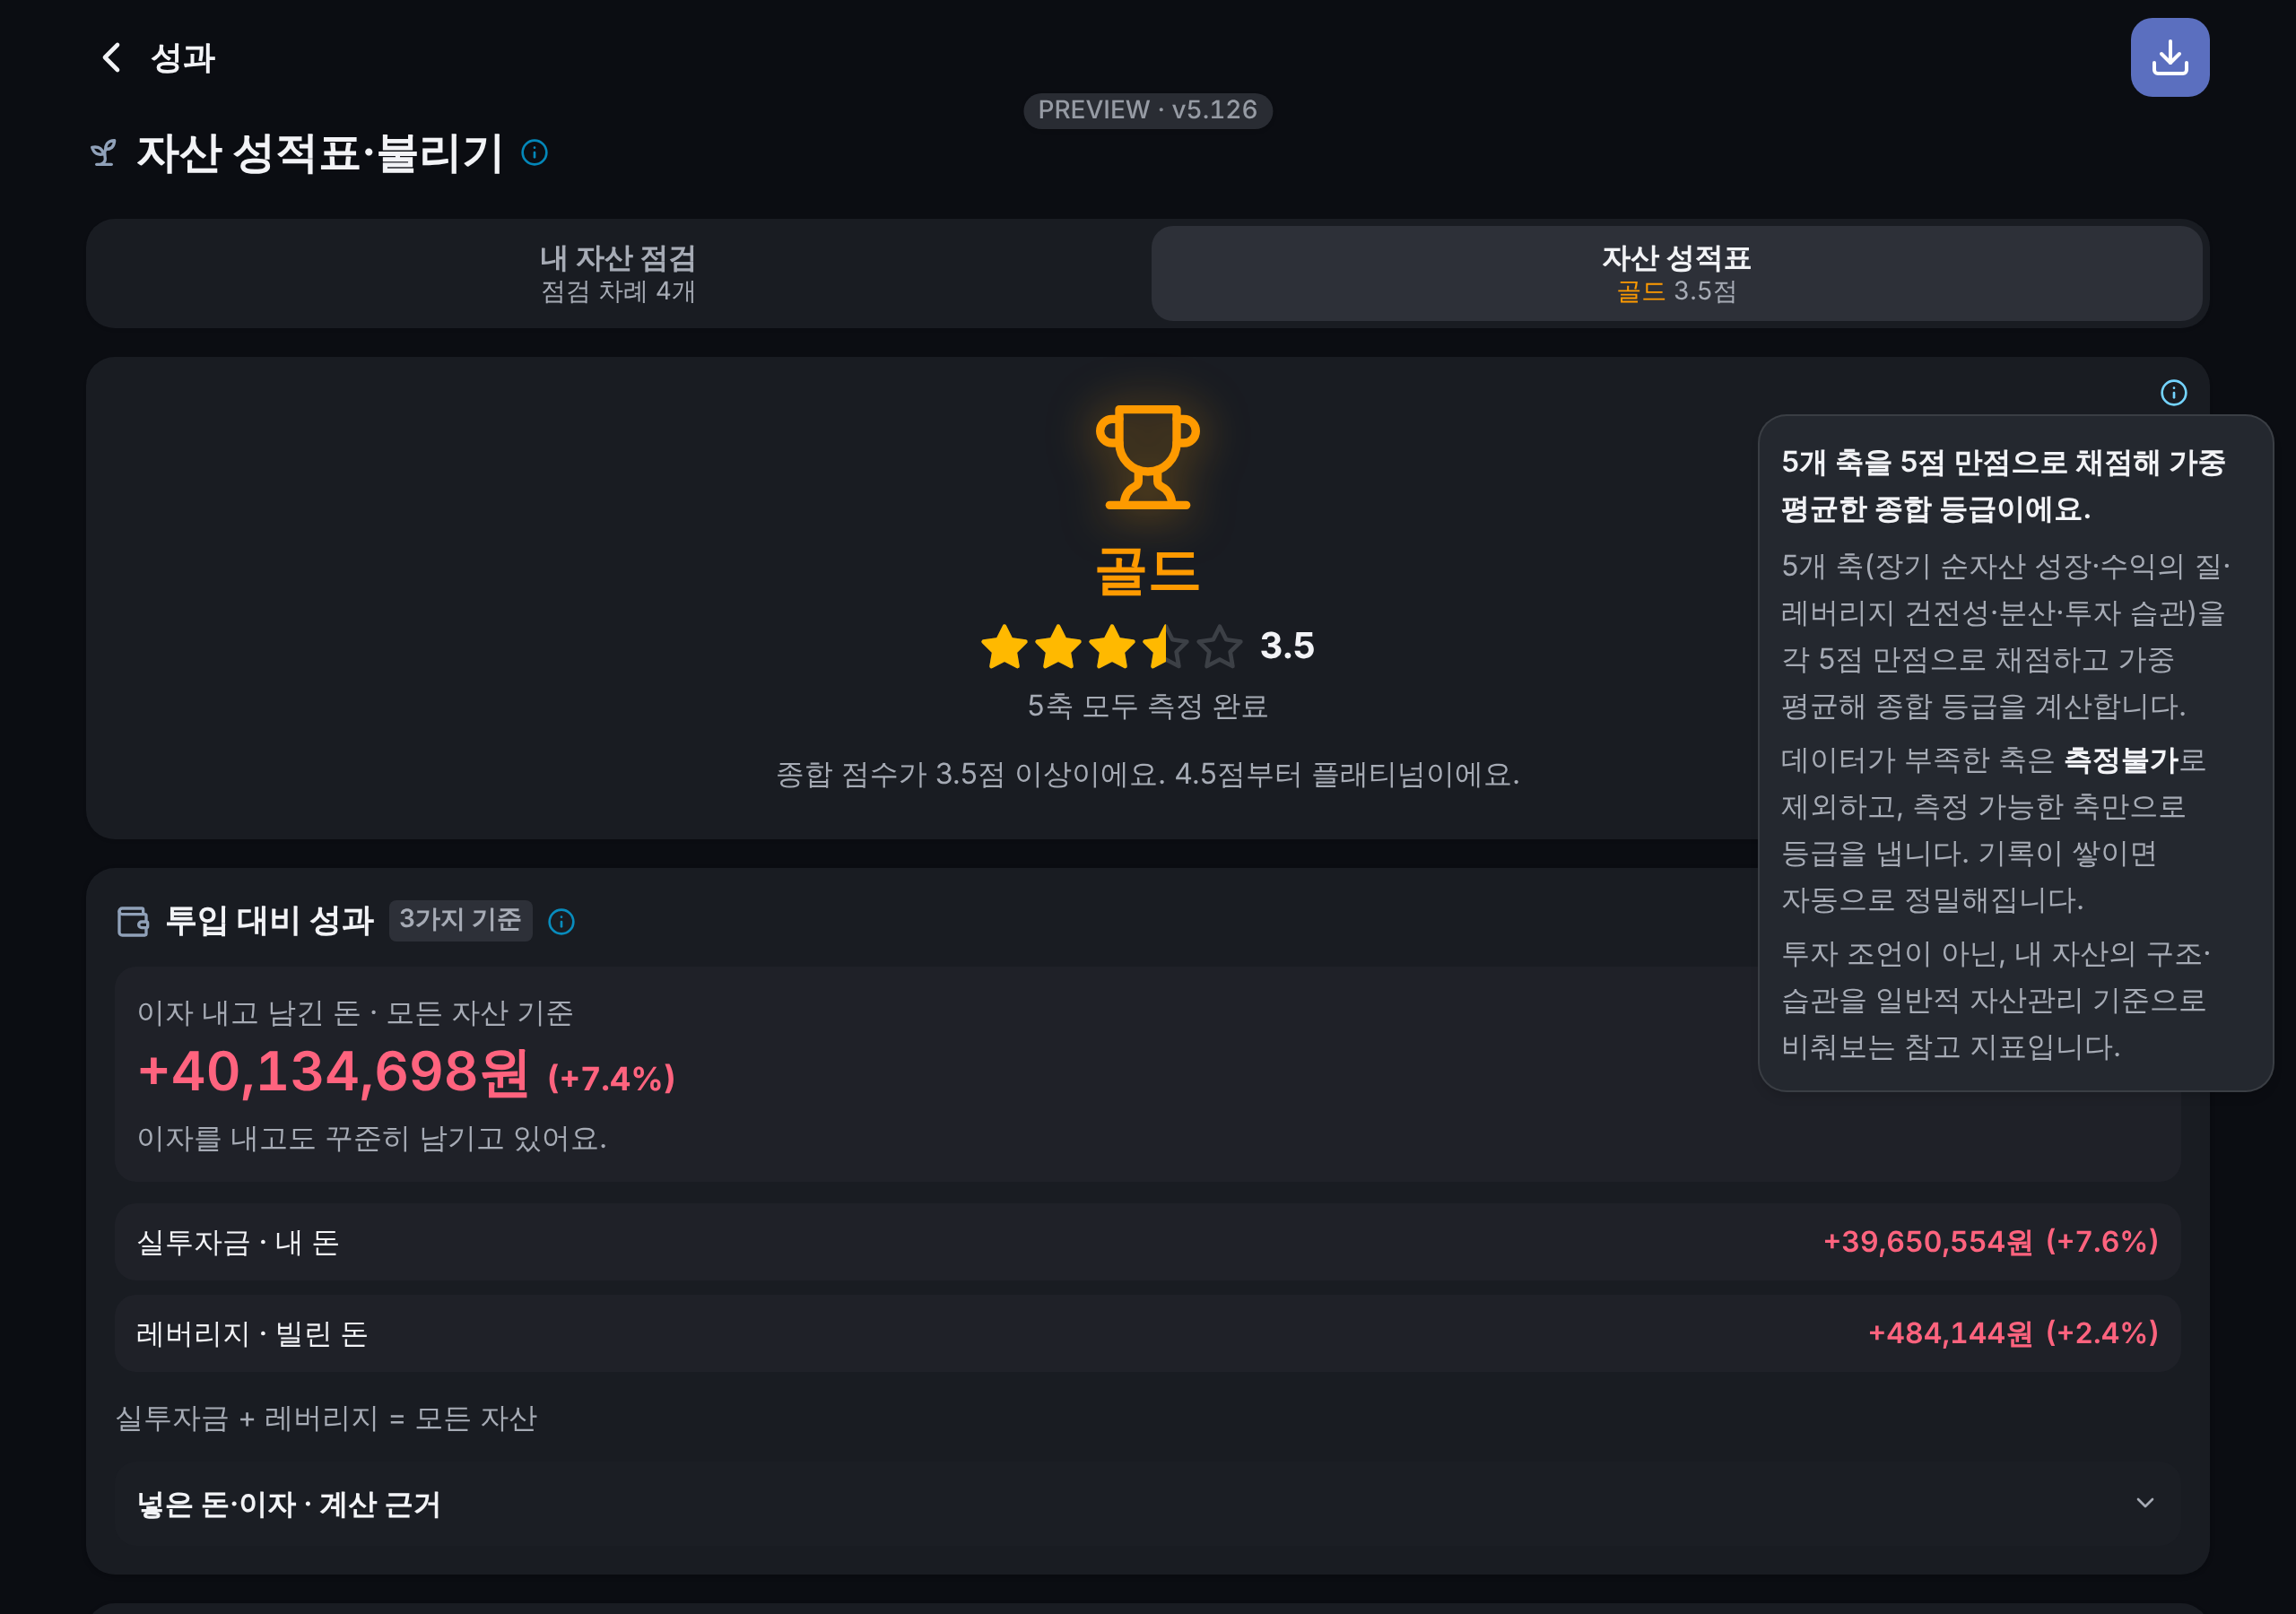 성과
PREVIEW · v5.126
자산 성적표·불리기
내 자산 점검
점검 차례 4개
자산 성적표
골드 3.5점
골드
3.5
5축 모두 측정 완료
종합 점수가 3.5점 이상이에요. 4.5점부터 플래티넘이에요.
5개 축을 5점 만점으로 채점해 가중
평균한 종합 등급이에요.
5개 축(장기 순자산 성장·수익의 질·
레버리지 건전성·분산·투자 습관)을
각 5점 만점으로 채점하고 가중
평균해 종합 등급을 계산합니다.
데이터가 부족한 축은 측정불가로
제외하고, 측정 가능한 축만으로
등급을 냅니다. 기록이 쌓이면
자동으로 정밀해집니다.
투자 조언이 아닌, 내 자산의 구조·
습관을 일반적 자산관리 기준으로
비춰보는 참고 지표입니다.
투입 대비 성과 3가지 기준
이자 내고 남긴 돈 · 모든 자산 기준
+40,134,698원 (+7.4%)
이자를 내고도 꾸준히 남기고 있어요.
실투자금 · 내 돈 +39,650,554원 (+7.6%)
레버리지 · 빌린 돈 +484,144원 (+2.4%)
실투자금 + 레버리지 = 모든 자산
넣은 돈·이자 · 계산 근거